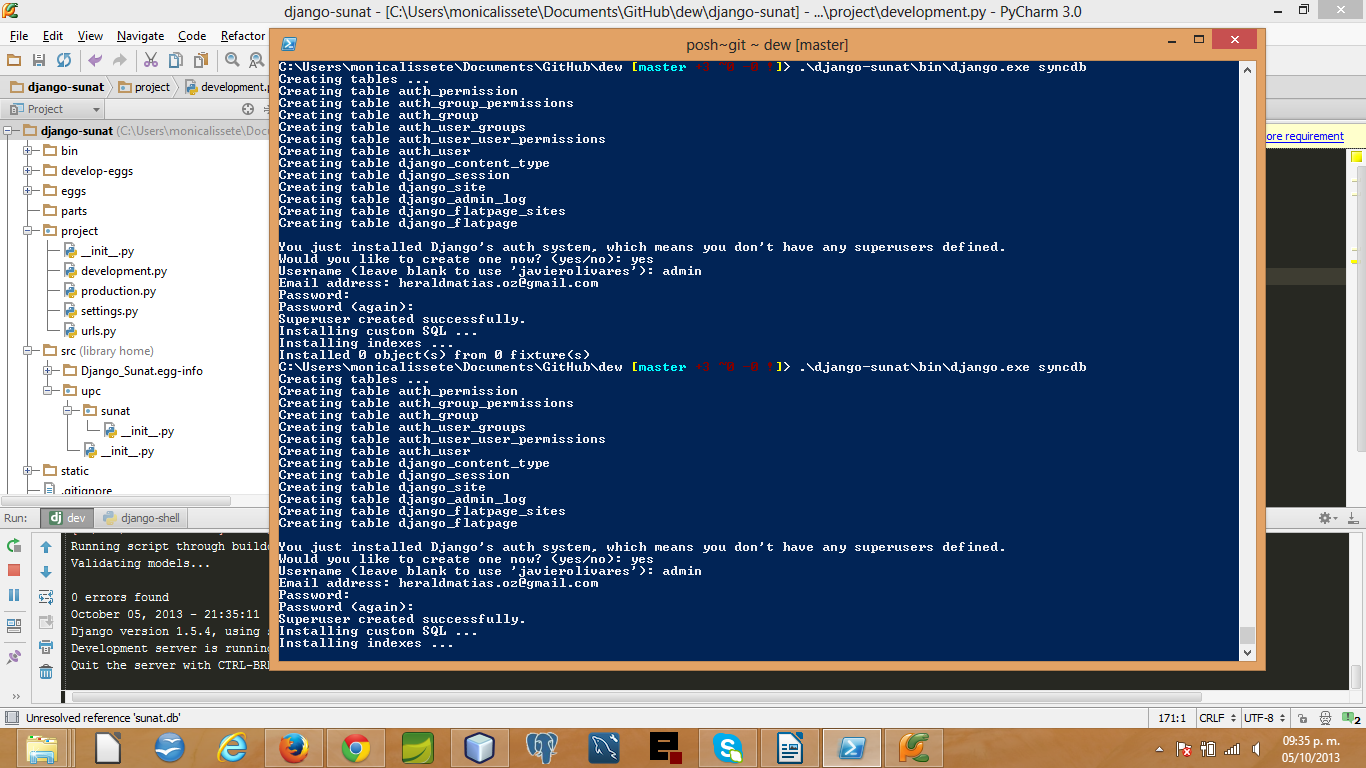 django-sunat - [C:\Users\monicalissete\Documents\GitHub\dew\django-sunat] - ...\project\development.py - PyCharm 3.0
File Edit View Navigate Code Refactor
django-sunat project development.
Project
django-sunat (C:\Users\monicalissete\Docu
bin
develop-eggs
eggs
parts
project
__init__.py
development.py
production.py
settings.py
urls.py
src (library home)
Django_Sunat.egg-info
upc
sunat
__init__.py
__init__.py
static
.gitignore
ore requirement
posh~git ~ dew [master]
C:\Users\monicalissete\Documents\GitHub\dew [master +3 ~0 -0 !]> .\django-sunat\bin\django.exe syncdb
Creating tables ...
Creating table auth_permission
Creating table auth_group_permissions
Creating table auth_group
Creating table auth_user_groups
Creating table auth_user_user_permissions
Creating table auth_user
Creating table django_content_type
Creating table django_session
Creating table django_site
Creating table django_admin_log
Creating table django_flatpage_sites
Creating table django_flatpage
You just installed Django's auth system, which means you don't have any superusers defined.
Would you like to create one now? (yes/no): yes
Username (leave blank to use 'javierolivares'): admin
Email address: heraldmatias.oz@gmail.com
Password:
Password (again):
Superuser created successfully.
Installing custom SQL ...
Installing indexes ...
Installed 0 object(s) from 0 fixture(s)
C:\Users\monicalissete\Documents\GitHub\dew [master +3 ~0 -0 !]> .\django-sunat\bin\django.exe syncdb
Creating tables ...
Creating table auth_permission
Creating table auth_group_permissions
Creating table auth_group
Creating table auth_user_groups
Creating table auth_user_user_permissions
Creating table auth_user
Creating table django_content_type
Creating table django_session
Creating table django_site
Creating table django_admin_log
Creating table django_flatpage_sites
Creating table django_flatpage
You just installed Django's auth system, which means you don't have any superusers defined.
Would you like to create one now? (yes/no): yes
Username (leave blank to use 'javierolivares'): admin
Email address: heraldmatias.oz@gmail.com
Password:
Password (again):
Superuser created successfully.
Installing custom SQL ...
Installing indexes ...
Run: dev django-shell
Running script through buildo
Validating models...
0 errors found
October 05, 2013 - 21:35:11
Django version 1.5.4, using s
Development server is running
Quit the server with CTRL-BRE
Unresolved reference 'sunat.db'
171:1 CRLF UTF-8 2
09:35 p. m.
05/10/2013